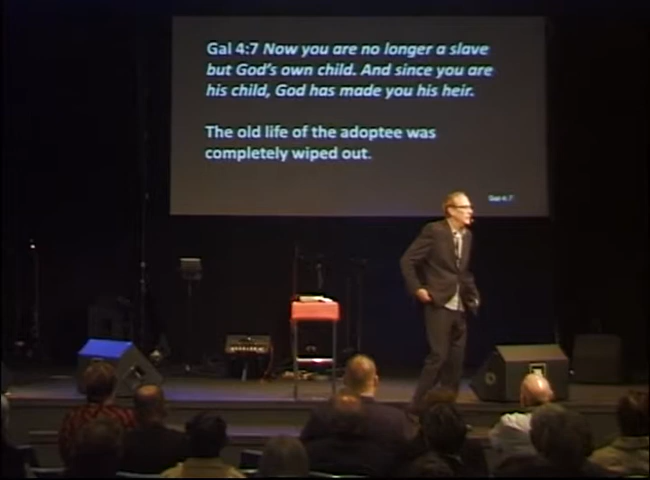 Gal 4:7 Now you are no longer a slave
but God's own child. And since you are
his child, God has made you his heir.
The old life of the adoptee was
completely wiped out.
Gal 4:7